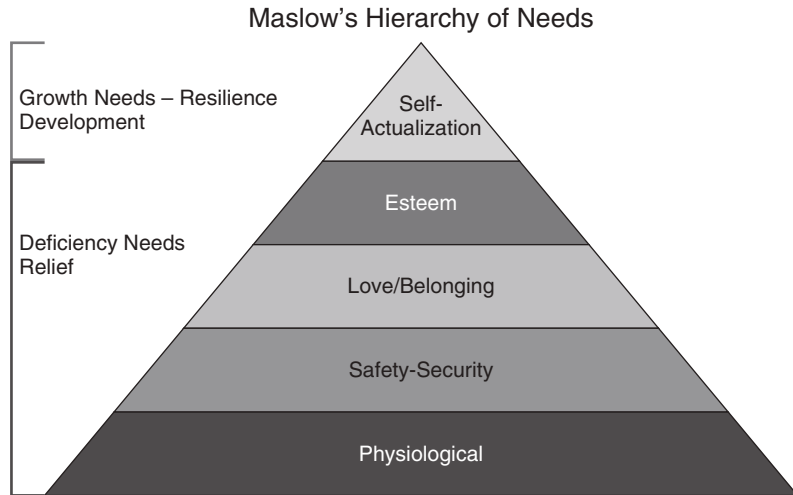 Maslow’s Hierarchy of Needs
Growth Needs – Resilience
Development
Self-
Actualization
Esteem
Deficiency Needs
Relief
Love/Belonging
Safety-Security
Physiological